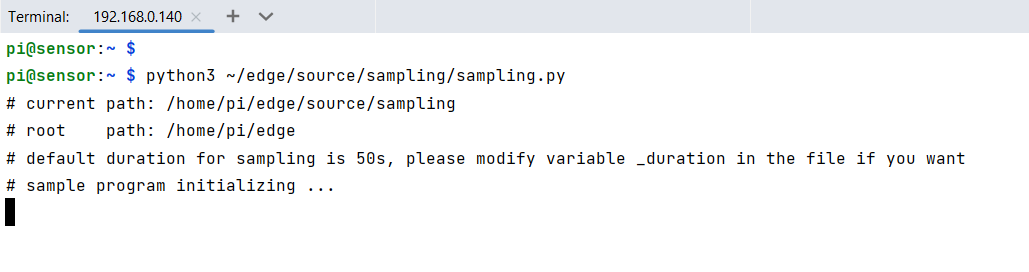 Terminal: 192.168.0.140
pi@sensor:~ $
pi@sensor:~ $ python3 ~/edge/source/sampling/sampling.py
# current path: /home/pi/edge/source/sampling
# root    path: /home/pi/edge
# default duration for sampling is 50s, please modify variable _duration in the file if you want
# sample program initializing ...